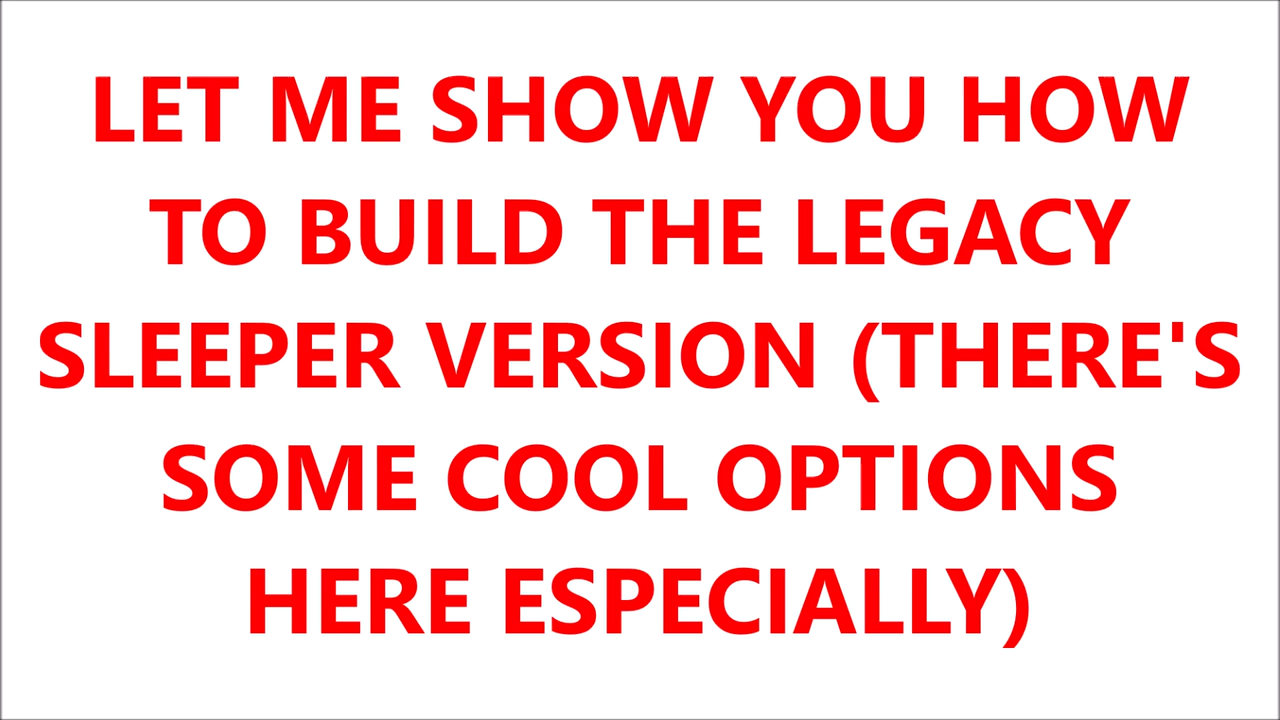 LET ME SHOW YOU HOW
TO BUILD THE LEGACY
SLEEPER VERSION (THERE'S
SOME COOL OPTIONS
HERE ESPECIALLY)